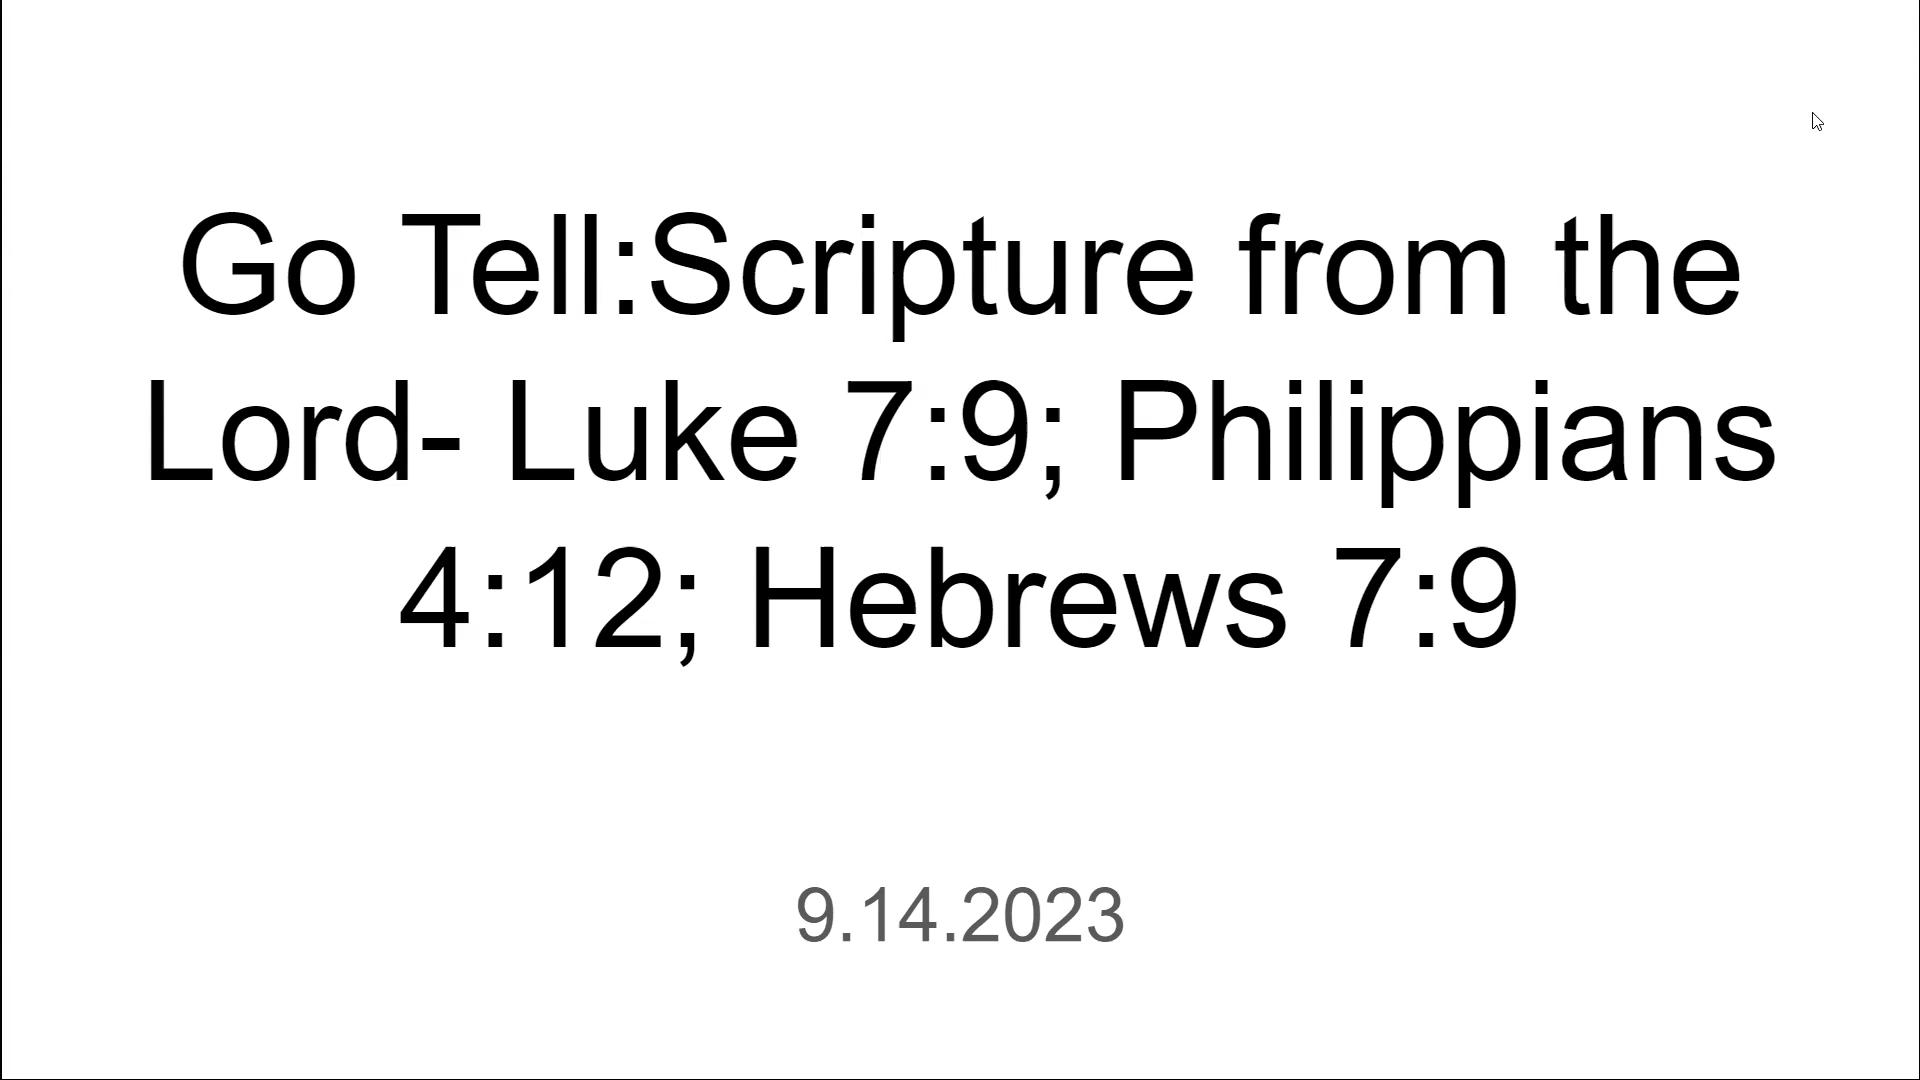 Go Tell:Scripture from the
Lord- Luke 7:9; Philippians
4:12; Hebrews 7:9
9.14.2023